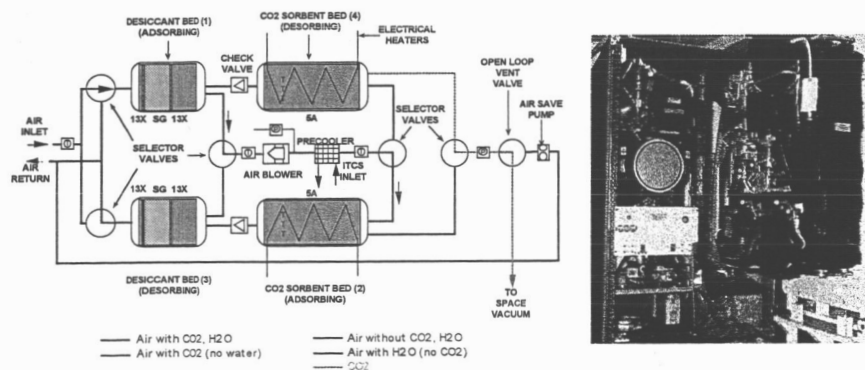 DESICCANT BED (1)
(ADSORBING)
CO2 SORBENT BED (4)
(DESORBING)
ELECTRICAL
HEATERS
CHECK
VALVE
OPEN LOOP
VENT
VALVE
AIR SAVE
PUMP
13X SG 13X
5A
SELECTOR
VALVES
AIR
INLET
AIR
RETURN
SELECTOR
VALVES
PRECOOLER
AIR BLOWER
ITCS
INLET
13X SG 13X
5A
DESICCANT BED (3)
(DESORBING)
CO2 SORBENT BED (2)
(ADSORBING)
TO
SPACE
VACUUM
Air with CO2, H2O
Air with CO2 (no water)
Air without CO2, H2O
Air with H2O (no CO2)
CO2